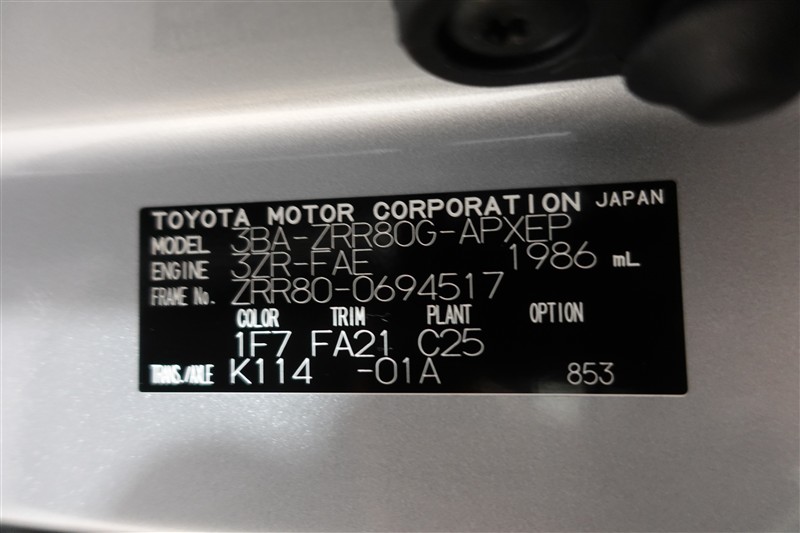 TOYOTA MOTOR CORPORATION JAPAN
MODEL 3BA-ZRR80G-APXEP
ENGINE 3ZR-FAE 1986 mL
FRAME No. ZRR80-0694517
COLOR TRIM PLANT OPTION
1F7 FA21 C25
TRANS./AXLE K114 -01A 853